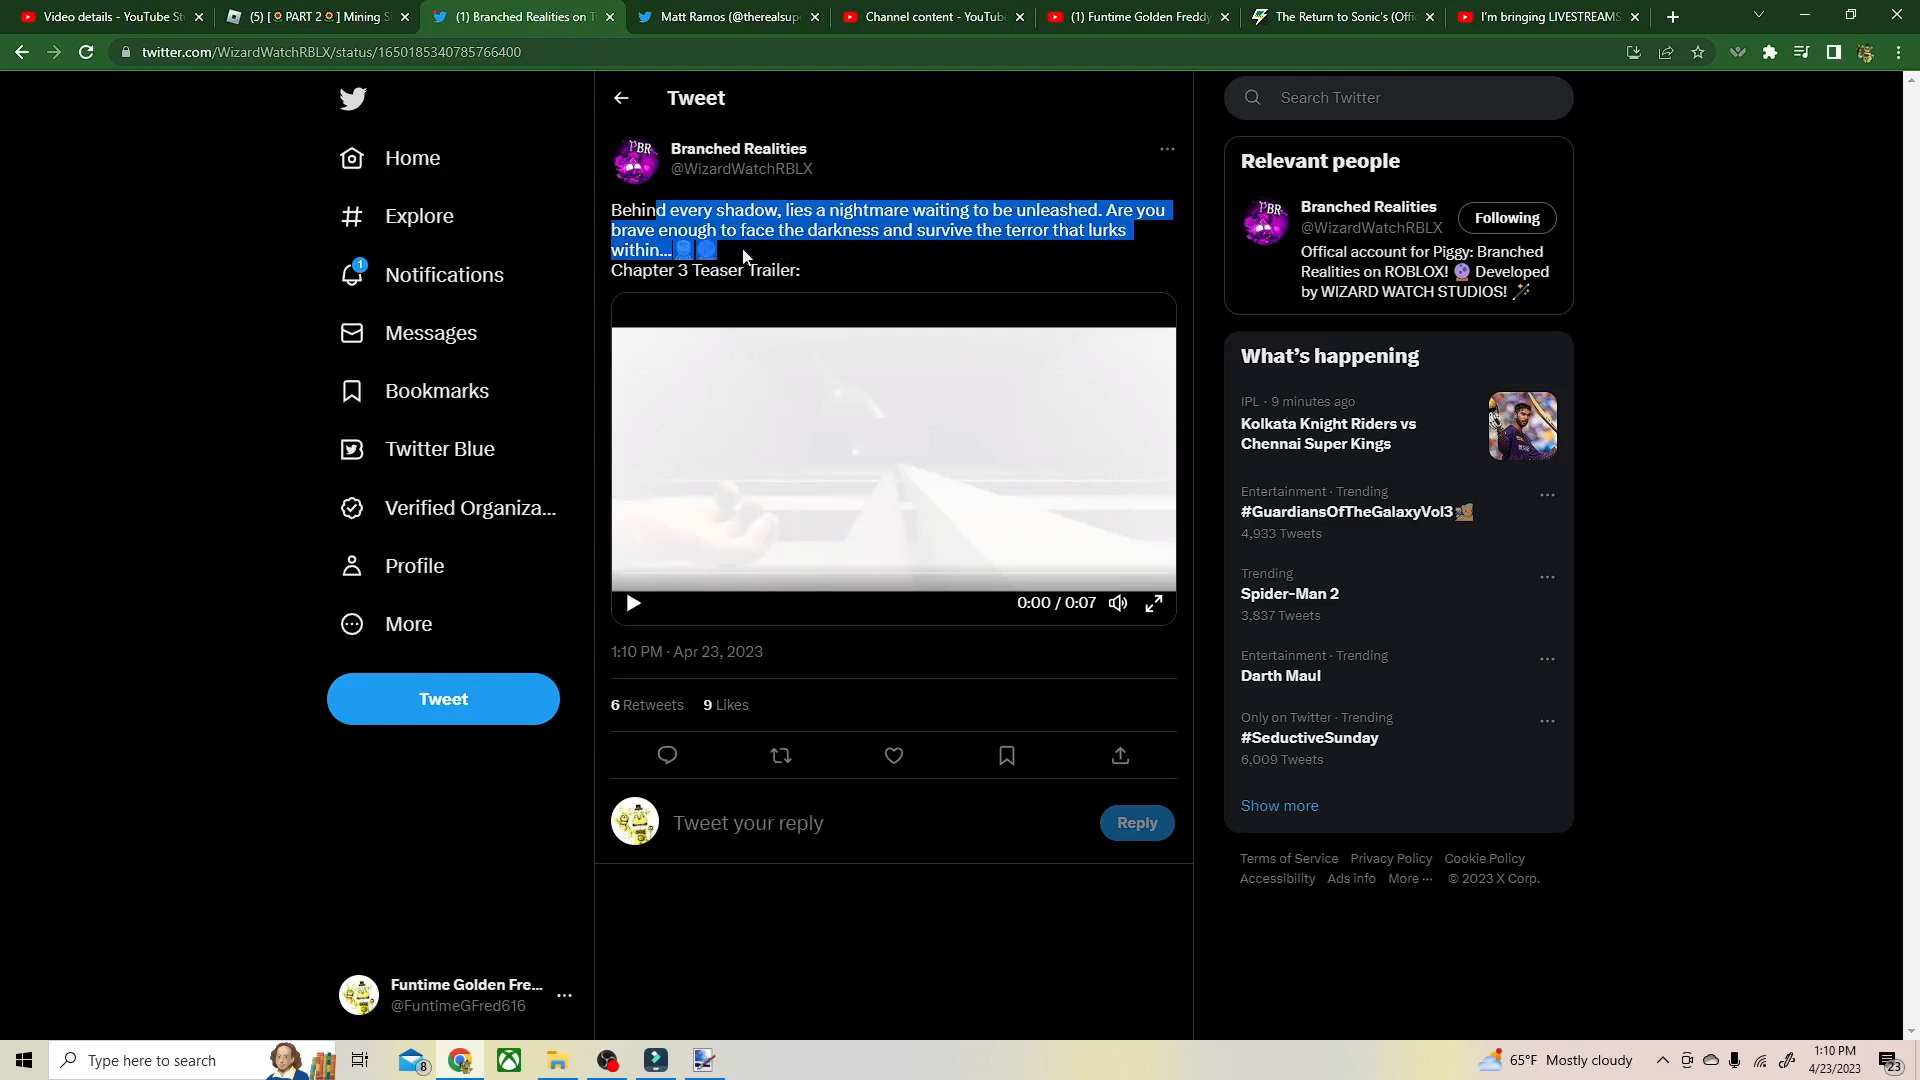 Video details - YouTube St
(5) [ PART 2 ] Mining S
(1) Branched Realities on T
Matt Ramos (@therealsup
Channel content - YouTub
(1) Funtime Golden Freddy
The Return to Sonic's (Offi
I'm bringing LIVESTREAMS
twitter.com/WizardWatchRBLX/status/1650185340785766400
Home
Explore
1
Notifications
Messages
Bookmarks
Twitter Blue
Verified Organiza...
Profile
More
Tweet
Funtime Golden Fre...
@FuntimeGFred616
Tweet
PBR
Branched Realities
@WizardWatchRBLX
Behind every shadow, lies a nightmare waiting to be unleashed. Are you
brave enough to face the darkness and survive the terror that lurks
within...
Chapter 3 Teaser Trailer:
0:00 / 0:07
1:10 PM · Apr 23, 2023
6 Retweets 9 Likes
Tweet your reply
Reply
Search Twitter
Relevant people
PBR
Branched Realities
@WizardWatchRBLX
Following
Offical account for Piggy: Branched
Realities on ROBLOX! 🔮 Developed
by WIZARD WATCH STUDIOS! 🪄
What's happening
IPL · 9 minutes ago
Kolkata Knight Riders vs
Chennai Super Kings
Entertainment · Trending
#GuardiansOfTheGalaxyVol3
4,933 Tweets
Trending
Spider-Man 2
3,837 Tweets
Entertainment · Trending
Darth Maul
Only on Twitter · Trending
#SeductiveSunday
6,009 Tweets
Show more
Terms of Service Privacy Policy Cookie Policy
Accessibility Ads info More ··· © 2023 X Corp.
Type here to search
8
65°F Mostly cloudy
1:10 PM
4/23/2023
23